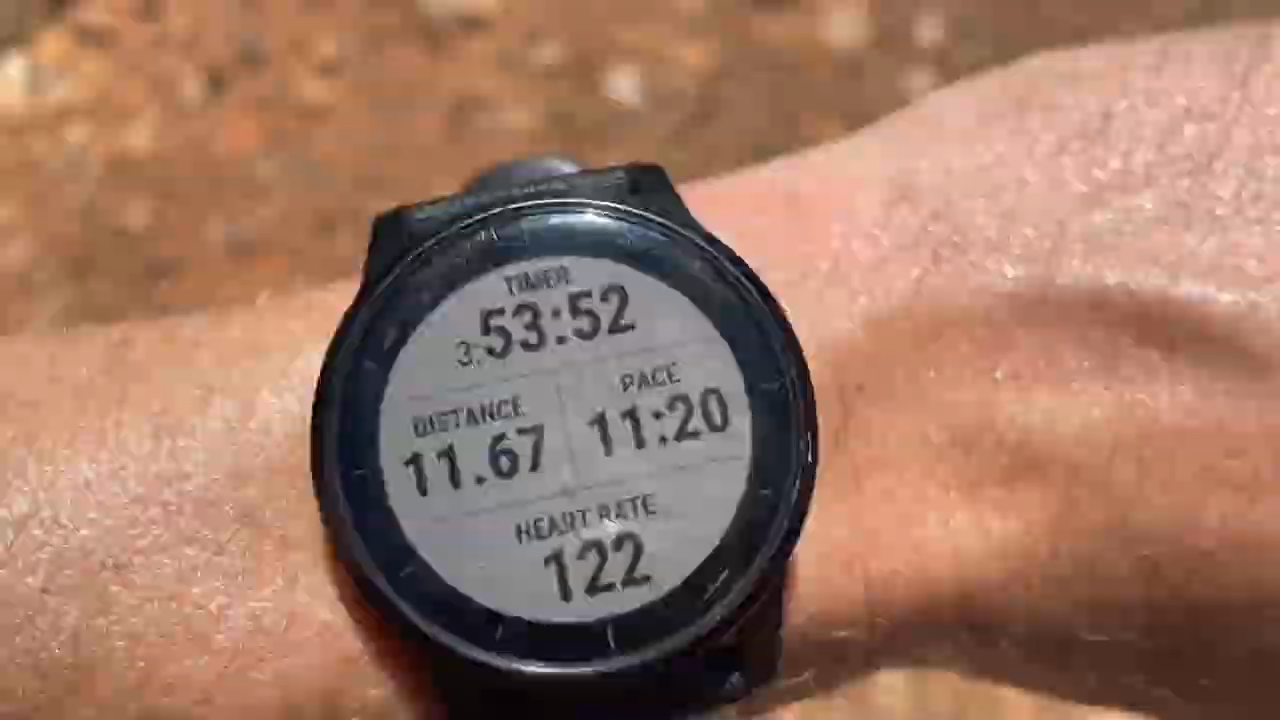 TIMER
3:53:52
DISTANCE
PACE
11.67
11:20
HEART RATE
122